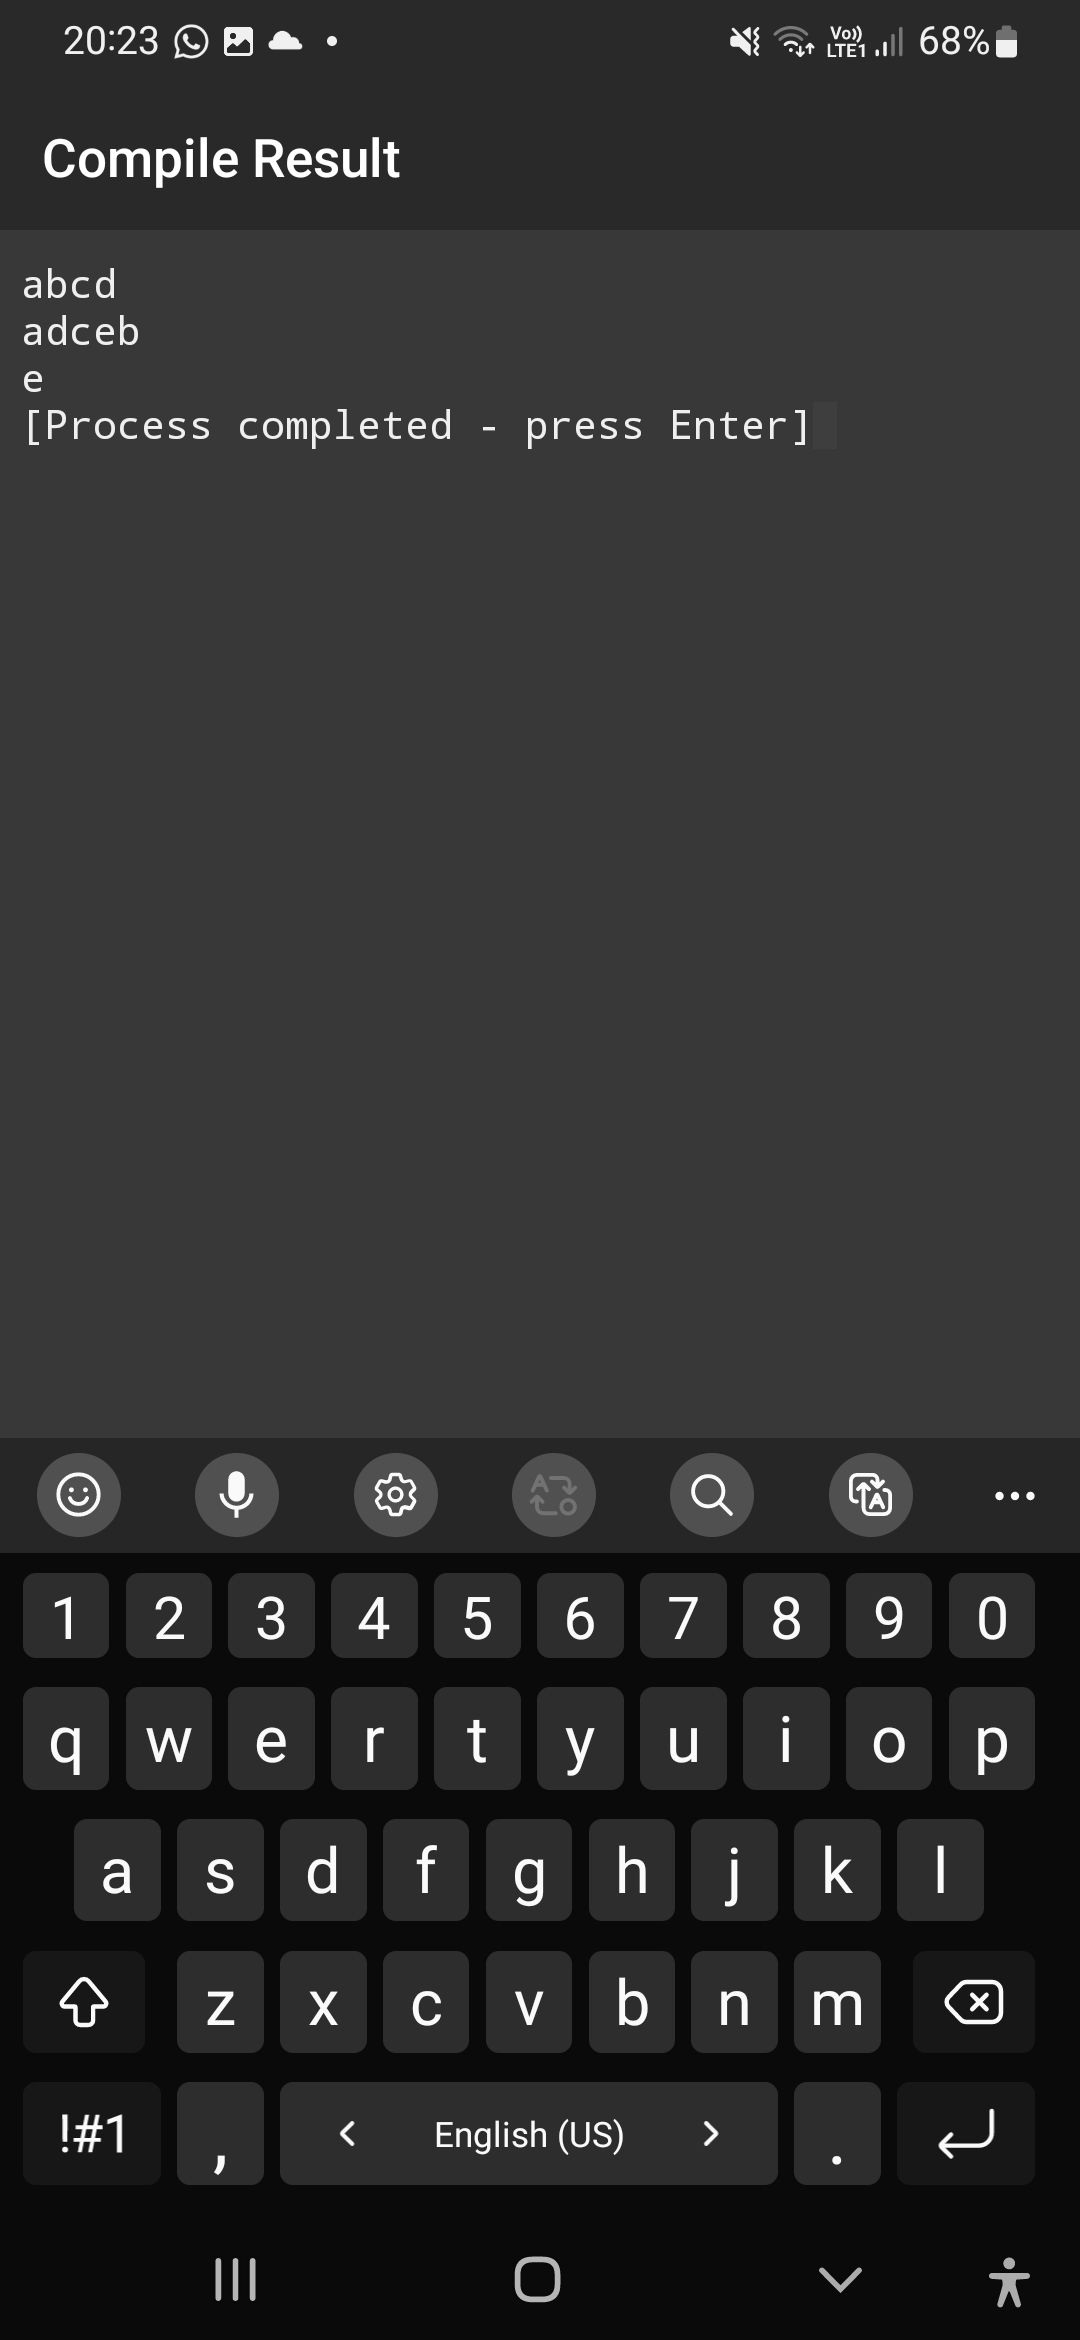 20:23 Vo)) LTE1 68%
Compile Result
abcd
adceb
e
[Process completed - press Enter]
1 2 3 4 5 6 7 8 9 0
q w e r t y u i o p
a s d f g h j k l
z x c v b n m
!#1 , English (US) .